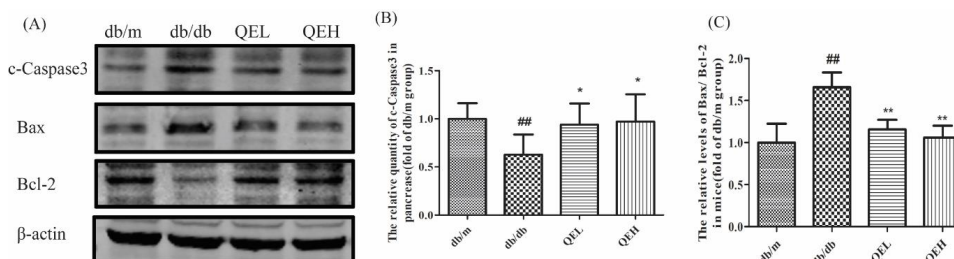 (A)
db/m db/db QEL QEH
c-Caspase3
Bax
Bcl-2
β-actin
(B)
The relative quantity of c-Caspase3 in
pancrease(fold of db/m group)
1.5
1.0
0.5
0.0
##
*
*
db/m db/db QEL QEH
(C)
The relative levels of Bax/ Bcl-2
in mice(fold of db/m group)
2.0
1.5
1.0
0.5
0.0
##
**
**
db/m db/db QEL QEH